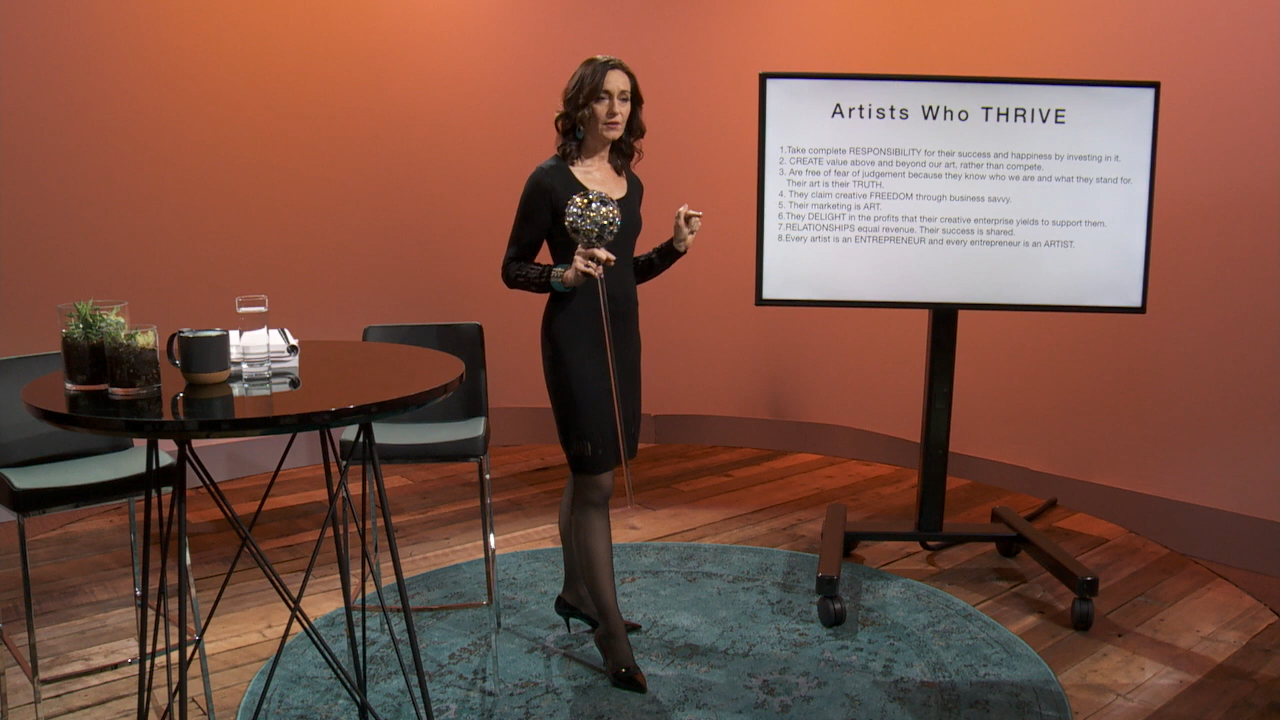 Artists Who THRIVE
1.Take complete RESPONSIBILITY for their success and happiness by investing in it.
2. CREATE value above and beyond our art, rather than compete.
3. Are free of fear of judgement because they know who we are and what they stand for.
Their art is their TRUTH.
4. They claim creative FREEDOM through business savvy.
5. Their marketing is ART.
6.They DELIGHT in the profits that their creative enterprise yields to support them.
7.RELATIONSHIPS equal revenue. Their success is shared.
8.Every artist is an ENTREPRENEUR and every entrepreneur is an ARTIST.